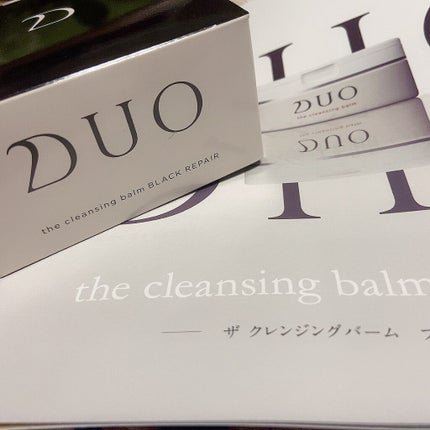 DUO
the cleansing balm BLACK REPAIR
DUO
the cleansing balm
the cleansing balm
ザ クレンジングバーム